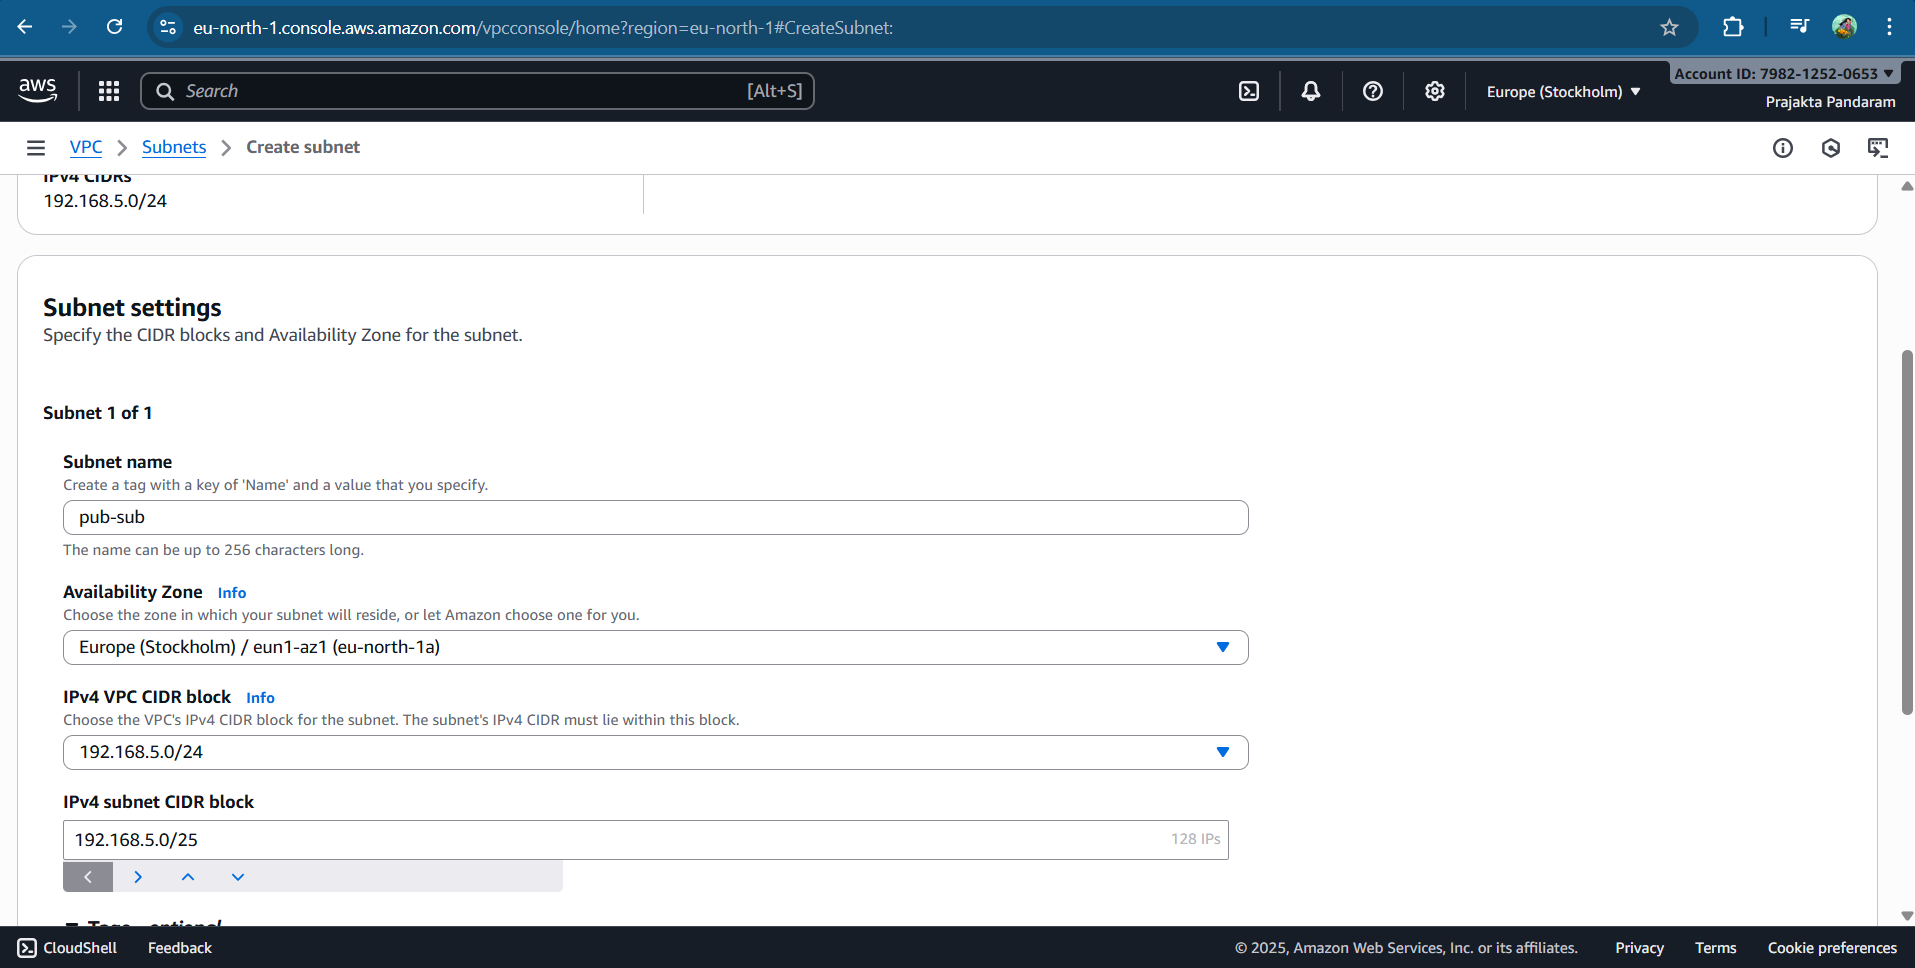 eu-north-1.console.aws.amazon.com/vpcconsole/home?region=eu-north-1#CreateSubnet:
aws
Search
[Alt+S]
Europe (Stockholm)
Account ID: 7982-1252-0653
Prajakta Pandaram
VPC
Subnets
Create subnet
IPv4 CIDRs
192.168.5.0/24
Subnet settings
Specify the CIDR blocks and Availability Zone for the subnet.
Subnet 1 of 1
Subnet name
Create a tag with a key of 'Name' and a value that you specify.
pub-sub
The name can be up to 256 characters long.
Availability Zone Info
Choose the zone in which your subnet will reside, or let Amazon choose one for you.
Europe (Stockholm) / eun1-az1 (eu-north-1a)
IPv4 VPC CIDR block Info
Choose the VPC's IPv4 CIDR block for the subnet. The subnet's IPv4 CIDR must lie within this block.
192.168.5.0/24
IPv4 subnet CIDR block
192.168.5.0/25
128 IPs
Tags - optional
CloudShell
Feedback
© 2025, Amazon Web Services, Inc. or its affiliates.
Privacy
Terms
Cookie preferences